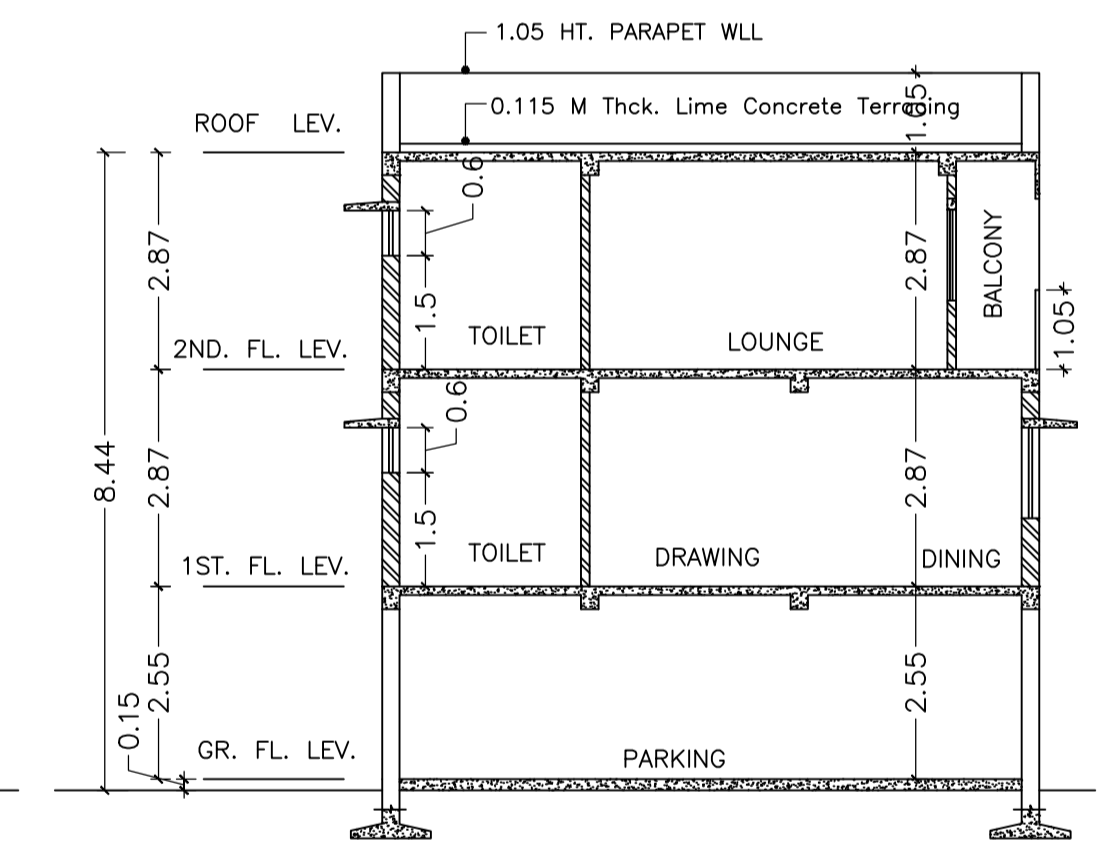 1.05 HT. PARAPET WLL
0.115 M Thck. Lime Concrete Terracing
1.05
ROOF LEV.
0.6
2.87
2.87
BALCONY
1.5
TOILET
LOUNGE
1.05
2ND. FL. LEV.
0.6
8.44
2.87
2.87
1.5
TOILET
DRAWING
DINING
1ST. FL. LEV.
2.55
2.55
0.15
GR. FL. LEV.
PARKING